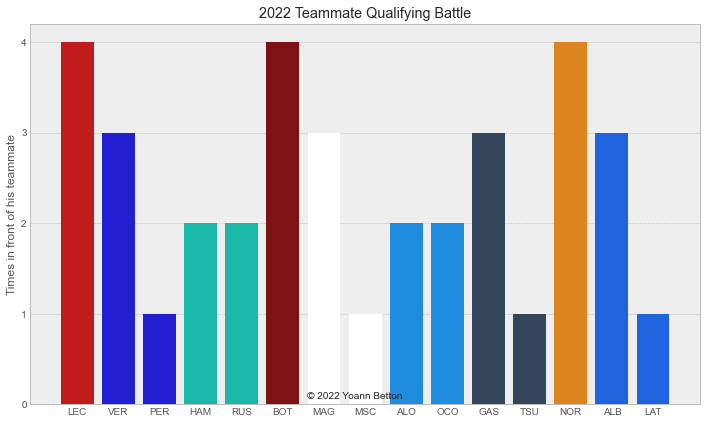 2022 Teammate Qualifying Battle
Times in front of his teammate
4
3
2
1
0
© 2022 Yoann Betton
LEC VER PER HAM RUS BOT MAG MSC ALO OCO GAS TSU NOR ALB LAT